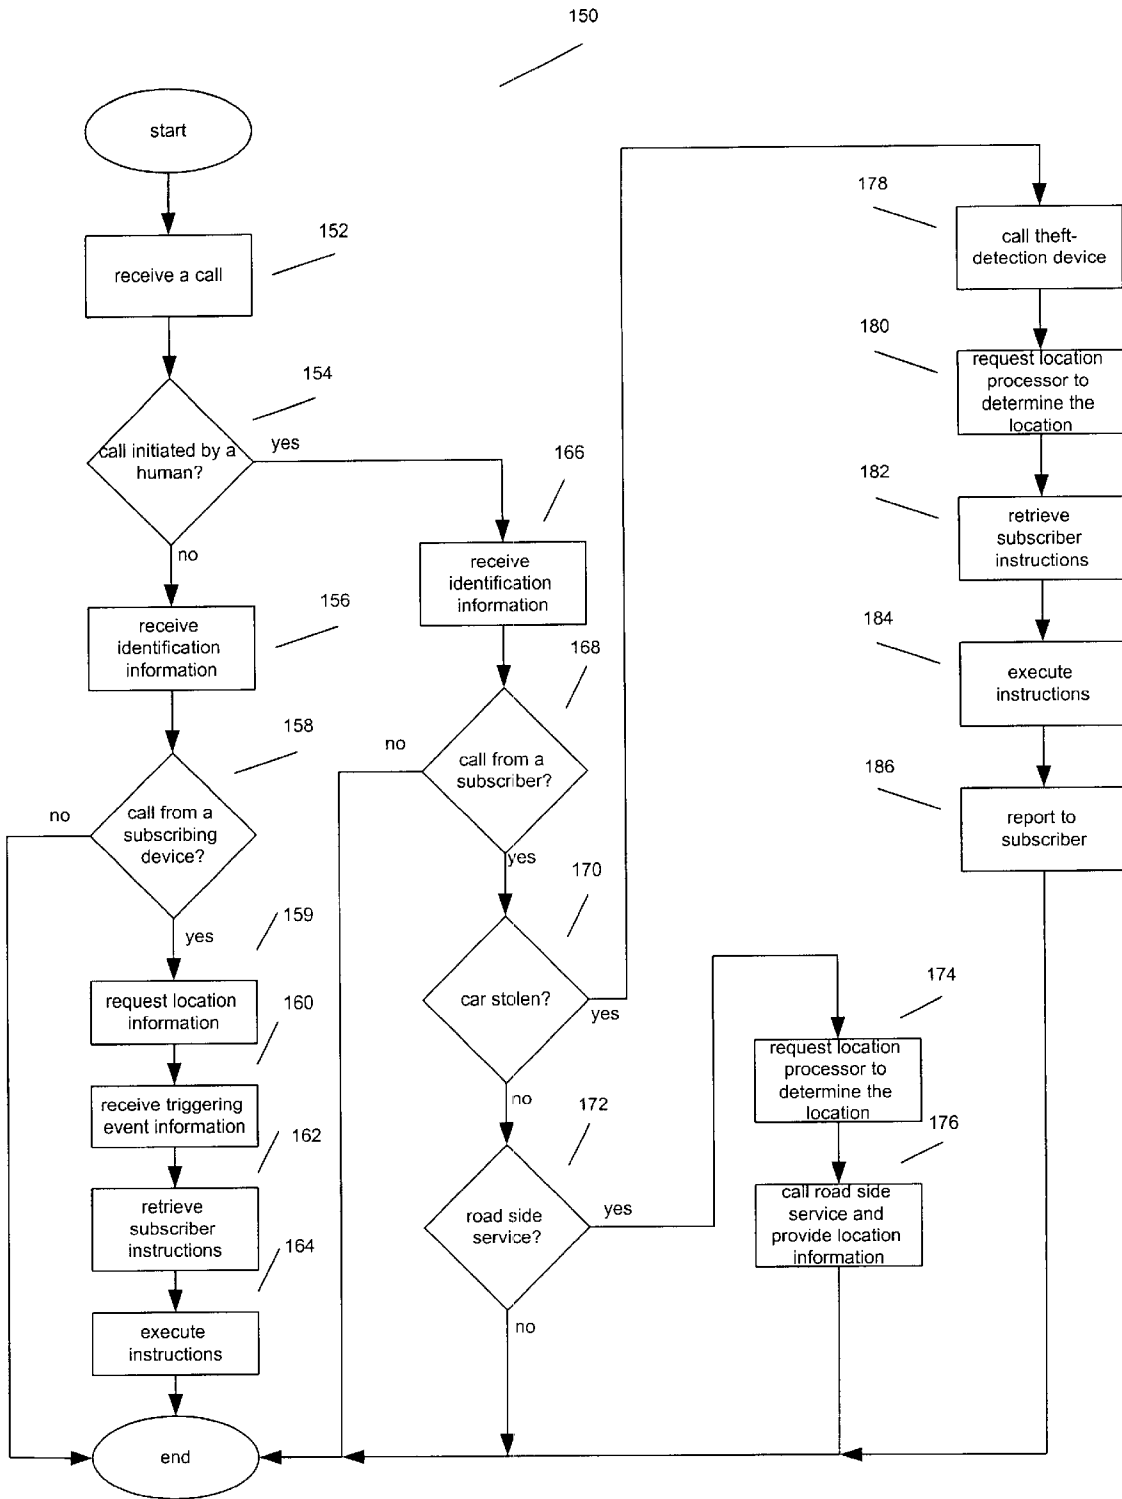 150
start
152
receive a call
154
call initiated by a
human?
yes
no
156
receive
identification
information
158
call from a
subscribing
device?
no
yes
159
request location
information
160
receive triggering
event information
162
retrieve
subscriber
instructions
164
execute
instructions
end
166
receive
identification
information
168
call from a
subscriber?
no
yes
170
car stolen?
yes
no
172
road side
service?
yes
no
174
request location
processor to
determine the
location
176
call road side
service and
provide location
information
178
call theft-
detection device
180
request location
processor to
determine the
location
182
retrieve
subscriber
instructions
184
execute
instructions
186
report to
subscriber